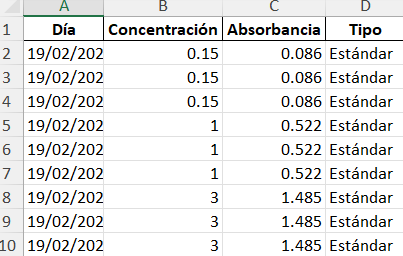 A B C D
1 Día Concentración Absorbancia Tipo
2 19/02/202 0.15 0.086 Estándar
3 19/02/202 0.15 0.086 Estándar
4 19/02/202 0.15 0.086 Estándar
5 19/02/202 1 0.522 Estándar
6 19/02/202 1 0.522 Estándar
7 19/02/202 1 0.522 Estándar
8 19/02/202 3 1.485 Estándar
9 19/02/202 3 1.485 Estándar
10 19/02/202 3 1.485 Estándar